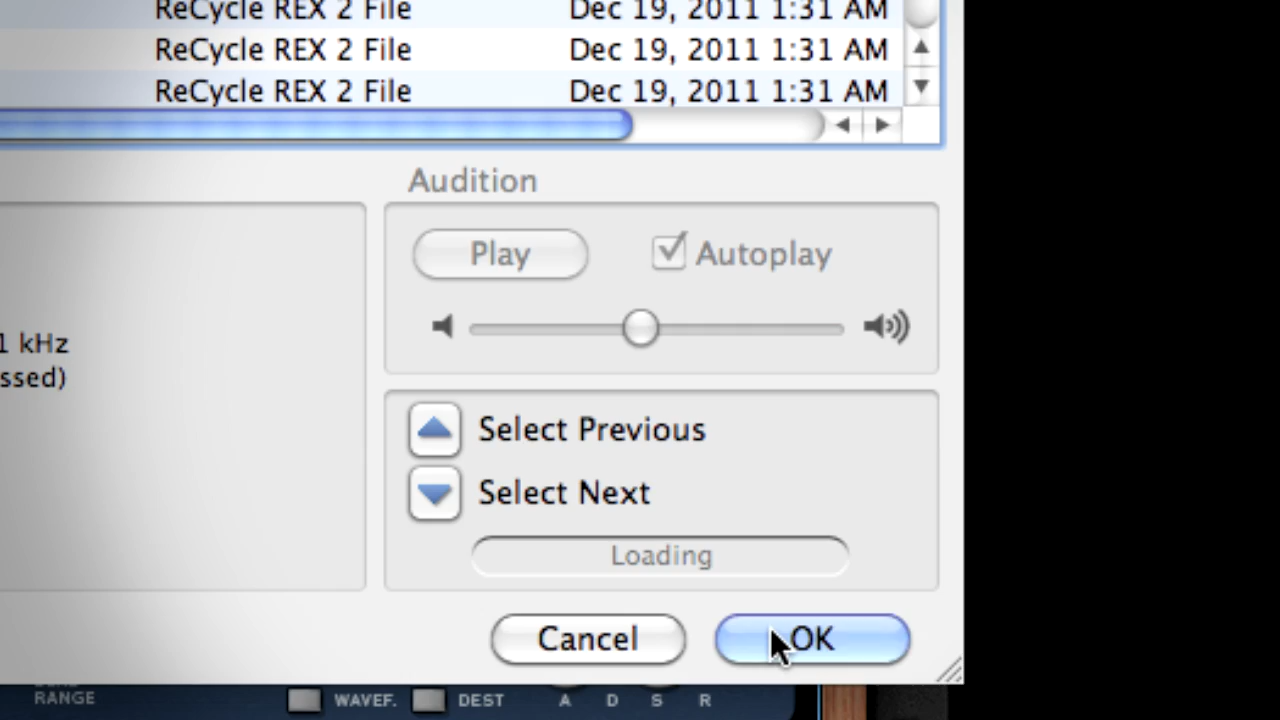 ReCycle REX 2 File Dec 19, 2011 1:31 AM
ReCycle REX 2 File Dec 19, 2011 1:31 AM
ReCycle REX 2 File Dec 19, 2011 1:31 AM
Audition
Play Autoplay
1 kHz
ssed)
Select Previous
Select Next
Loading
Cancel OK
RANGE WAVEF. DEST A D S R